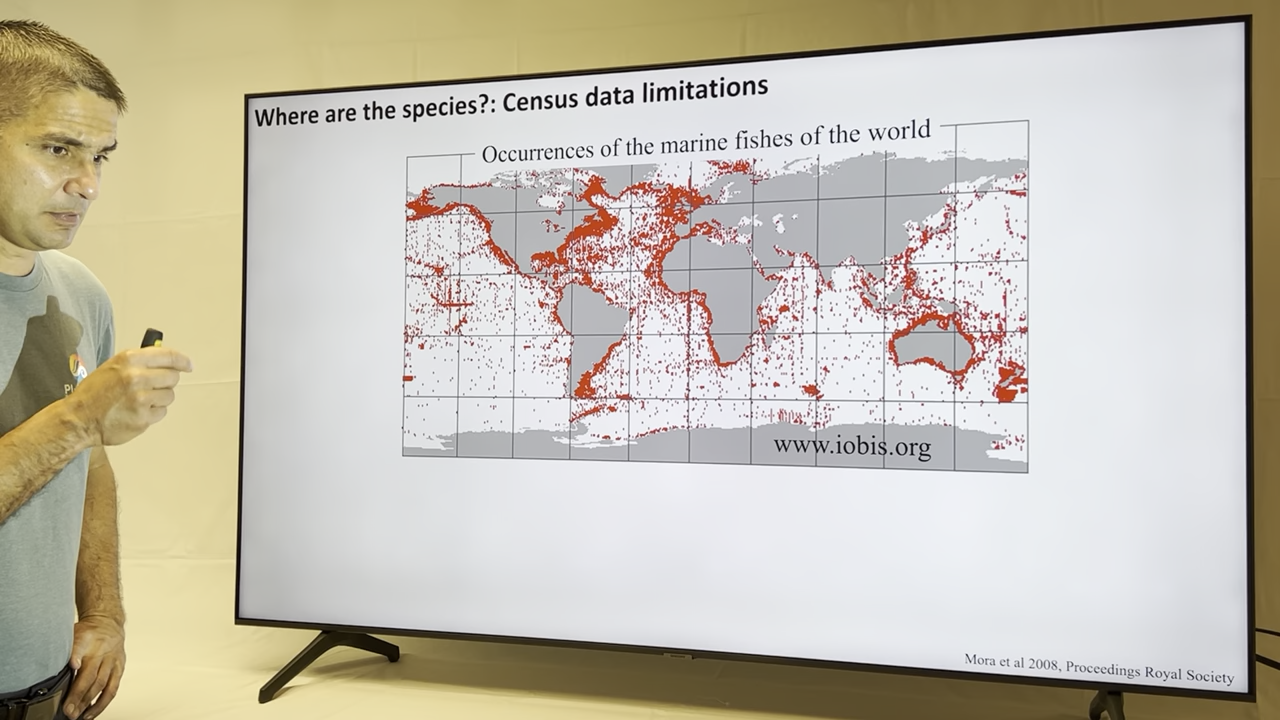 Where are the species?: Census data limitations
Occurrences of the marine fishes of the world
www.iobis.org
Mora et al 2008, Proceedings Royal Society